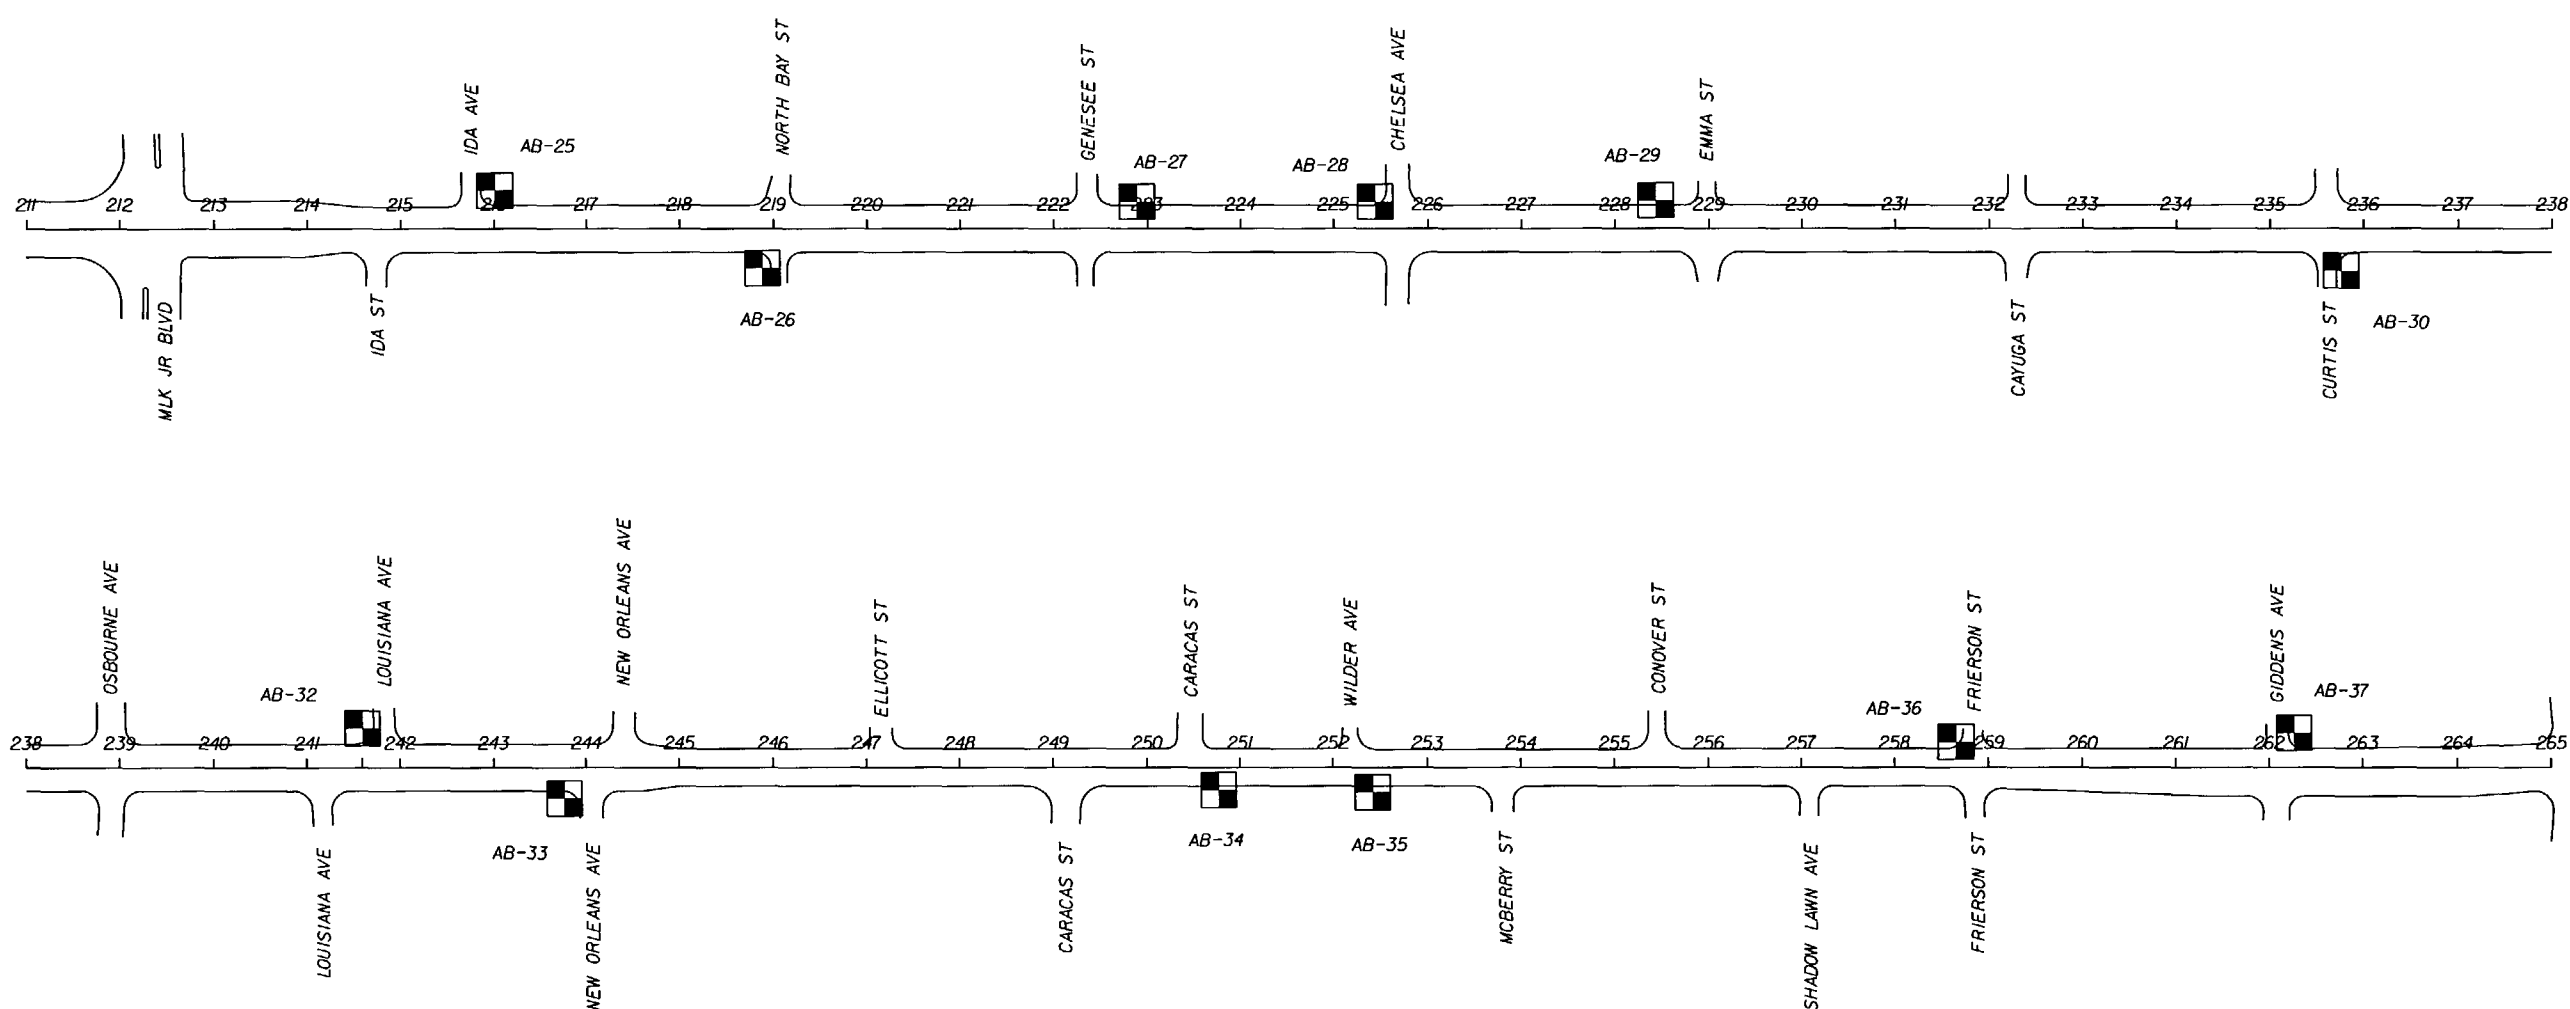 NORTH BAY ST
CHELSEA AVE
GENESEE ST
EMMA ST
IDA AVE
AB-25
AB-27
AB-28
AB-29
211 212 213 214 215 216 217 218 219 220 221 222 223 224 225 226 227 228 229 230 231 232 233 234 235 236 237 238
MLK JR BLVD
IDA ST
AB-26
CAYUGA ST
CURTIS ST
AB-30
OSBOURNE AVE
LOUISIANA AVE
NEW ORLEANS AVE
ELLICOTT ST
CARACAS ST
WILDER AVE
CONOVER ST
FRIERSON ST
GIDDENS AVE
AB-32
AB-36
AB-37
238 239 240 241 242 243 244 245 246 247 248 249 250 251 252 253 254 255 256 257 258 259 260 261 262 263 264 265
LOUISIANA AVE
AB-33
NEW ORLEANS AVE
CARACAS ST
AB-34
AB-35
MCBERRY ST
SHADOW LAWN AVE
FRIERSON ST